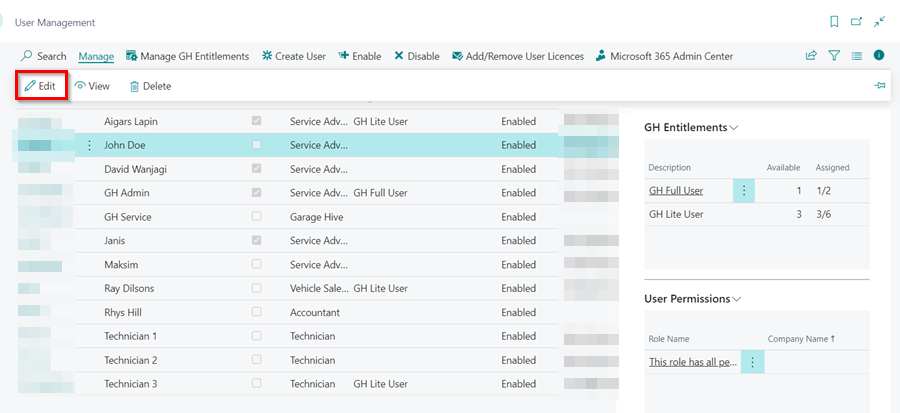 User Management
Search Manage Manage GH Entitlements Create User Enable Disable Add/Remove User Licences Microsoft 365 Admin Center
Edit View Delete
Aigars Lapin Service Adv... GH Lite User Enabled
John Doe Service Adv... Enabled
David Wanjagi Service Adv... Enabled
GH Admin Service Adv... GH Full User Enabled
GH Service Garage Hive Enabled
Janis Service Adv... Enabled
Maksim Service Adv... Enabled
Ray Dilsons Vehicle Sale... GH Lite User Enabled
Rhys Hill Accountant Enabled
Technician 1 Technician Enabled
Technician 2 Technician Enabled
Technician 3 Technician GH Lite User Enabled
GH Entitlements
Description Available Assigned
GH Full User 1 1/2
GH Lite User 3 3/6
User Permissions
Role Name Company Name ↑
This role has all pe...